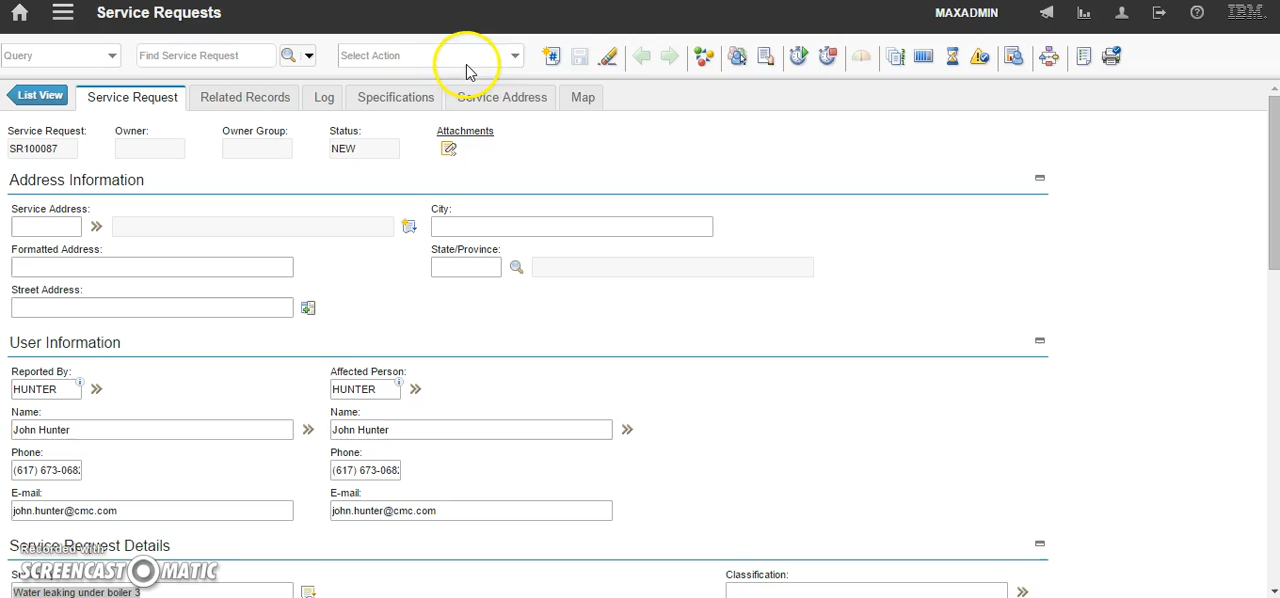 Service Requests
MAXADMIN
IBM.
Query
Find Service Request
Select Action
List View
Service Request
Related Records
Log
Specifications
Service Address
Map
Service Request:
Owner:
Owner Group:
Status:
Attachments
SR100087
NEW
Address Information
Service Address:
City:
Formatted Address:
State/Province:
Street Address:
User Information
Reported By:
Affected Person:
HUNTER
HUNTER
Name:
Name:
John Hunter
John Hunter
Phone:
Phone:
(617) 673-068
(617) 673-068
E-mail:
E-mail:
john.hunter@cmc.com
john.hunter@cmc.com
Service Request Details
Recorded with
SCREENCAST O MATIC
Classification:
Water leaking under boiler 3